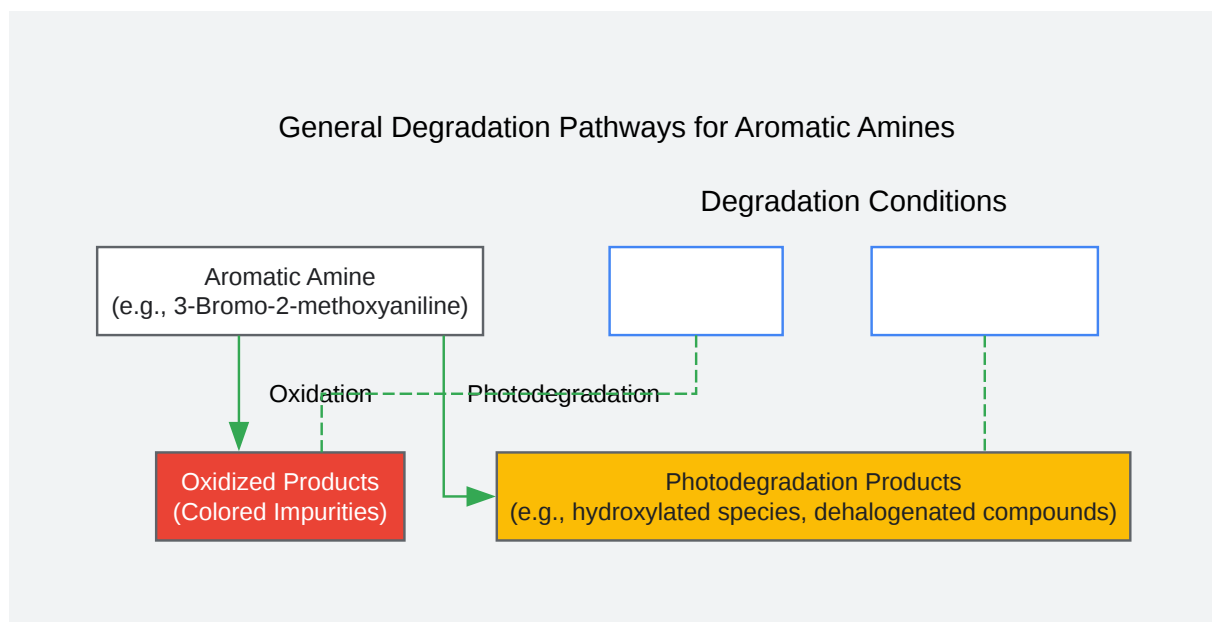 General Degradation Pathways for Aromatic Amines
Degradation Conditions
Aromatic Amine
(e.g., 3-Bromo-2-methoxyaniline)
Oxidation
Photodegradation
Oxidized Products
(Colored Impurities)
Photodegradation Products
(e.g., hydroxylated species, dehalogenated compounds)